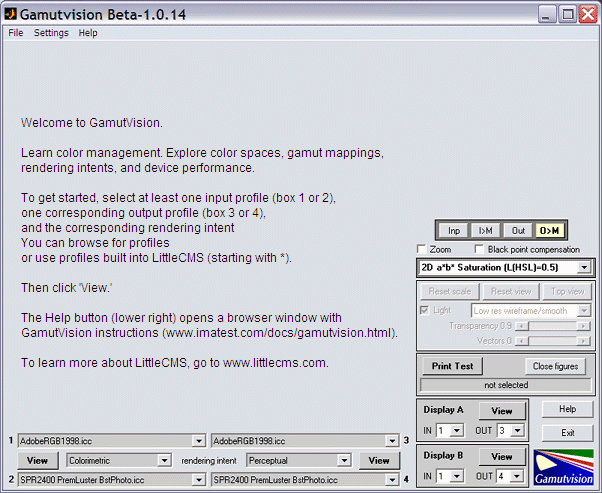 Gamutvision Beta-1.0.14
File Settings Help
Welcome to GamutVision.
Learn color management. Explore color spaces, gamut mappings,
rendering intents, and device performance.
To get started, select at least one input profile (box 1 or 2),
one corresponding output profile (box 3 or 4),
and the corresponding rendering intent
You can browse for profiles
or use profiles built into LittleCMS (starting with *).
Then click 'View.'
The Help button (lower right) opens a browser window with
GamutVision instructions (www.imatest.com/docs/gamutvision.html).
To learn more about LittleCMS, go to www.littlecms.com.
Inp I>M Out O>M
Zoom Black point compensation
2D a*b* Saturation (L(HSL)=0.5)
Reset scale Reset view Top view
Light Low res wireframe/smooth
Transparency 0.9
Vectors 0
Print Test Close figures
not selected
Display A View Help
IN 1 OUT 3
Exit
Display B View
IN 1 OUT 4
Gamutvision
1 AdobeRGB1998.icc AdobeRGB1998.icc 3
View Colorimetric rendering intent Perceptual View
2 SPR2400 PremLuster BstPhoto.icc SPR2400 PremLuster BstPhoto.icc 4